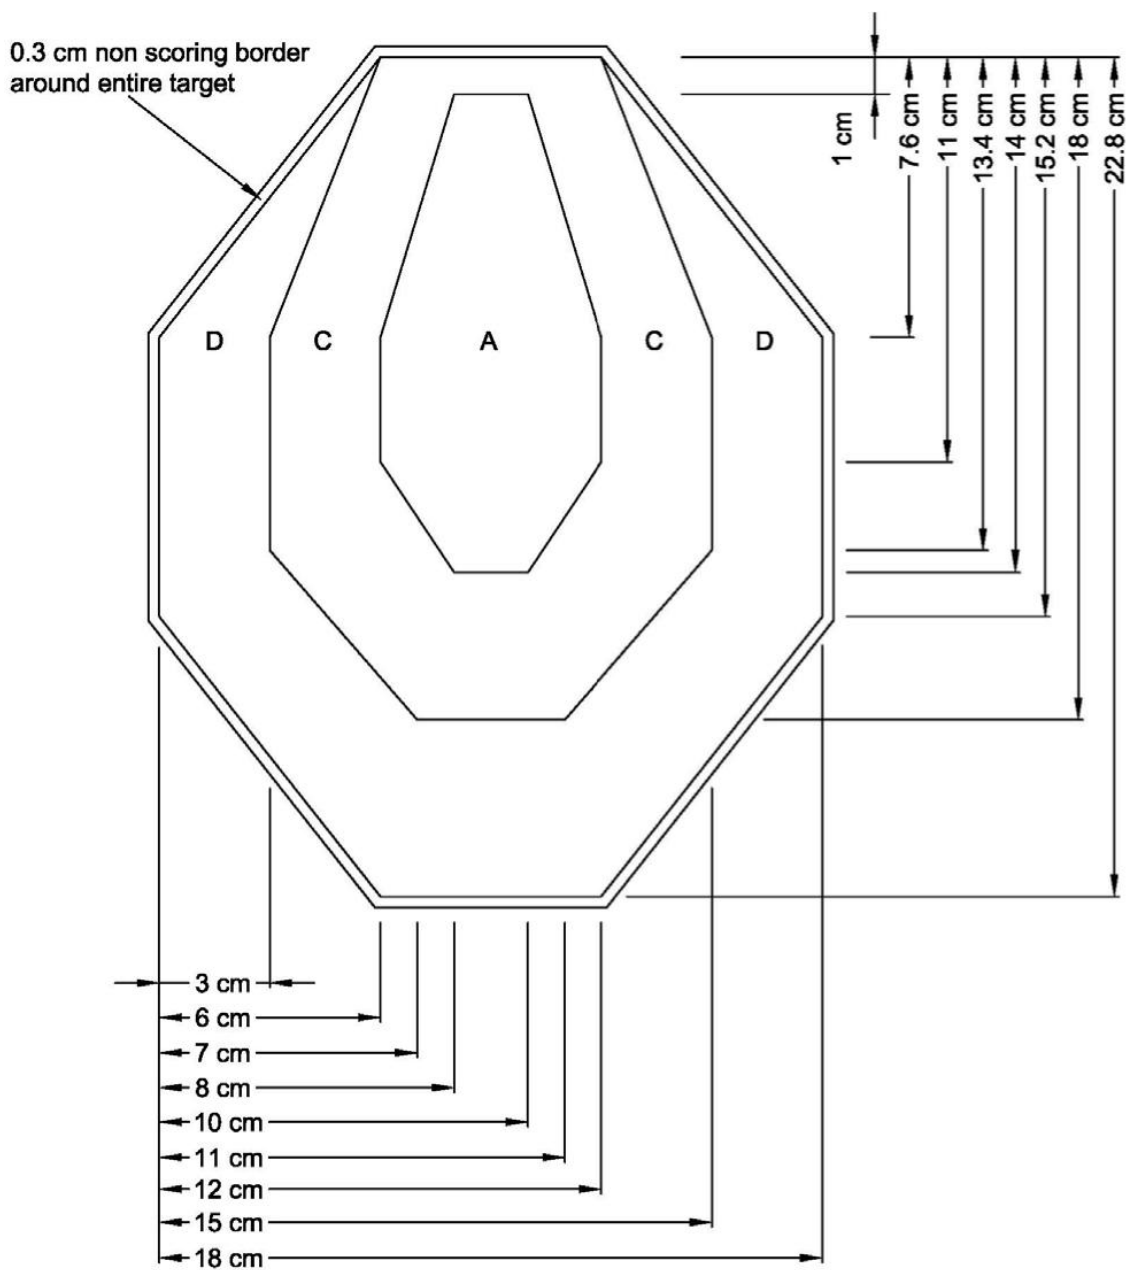 0.3 cm non scoring border
around entire target
1 cm
7.6 cm
11 cm
13.4 cm
14 cm
15.2 cm
18 cm
22.8 cm
D
C
A
C
D
3 cm
6 cm
7 cm
8 cm
10 cm
11 cm
12 cm
15 cm
18 cm